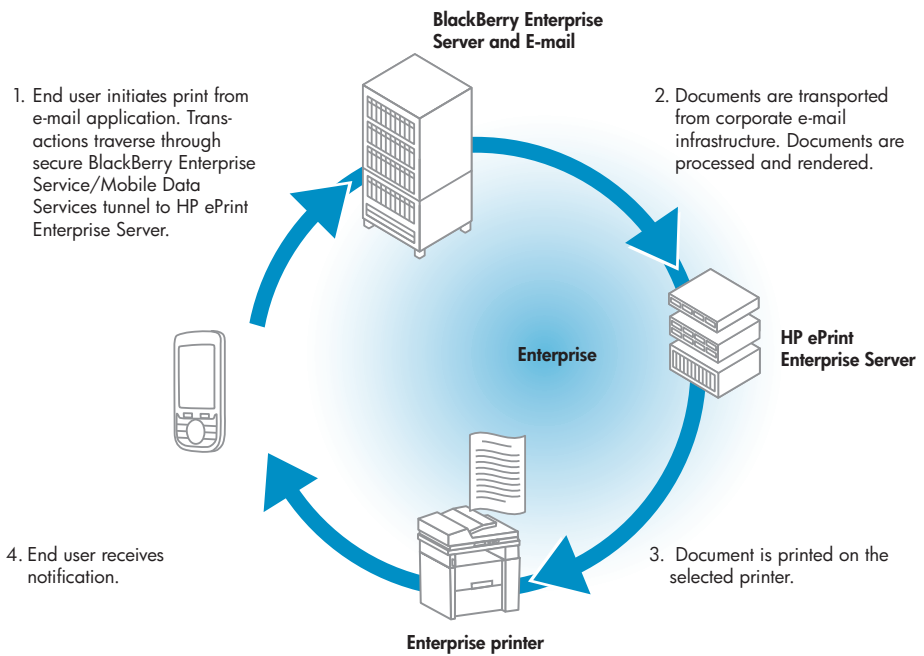 BlackBerry Enterprise
Server and E-mail
1. End user initiates print from
e-mail application. Trans-
actions traverse through
secure BlackBerry Enterprise
Service/Mobile Data
Services tunnel to HP ePrint
Enterprise Server.
2. Documents are transported
from corporate e-mail
infrastructure. Documents are
processed and rendered.
Enterprise
HP ePrint
Enterprise Server
3. Document is printed on the
selected printer.
4. End user receives
notification.
Enterprise printer